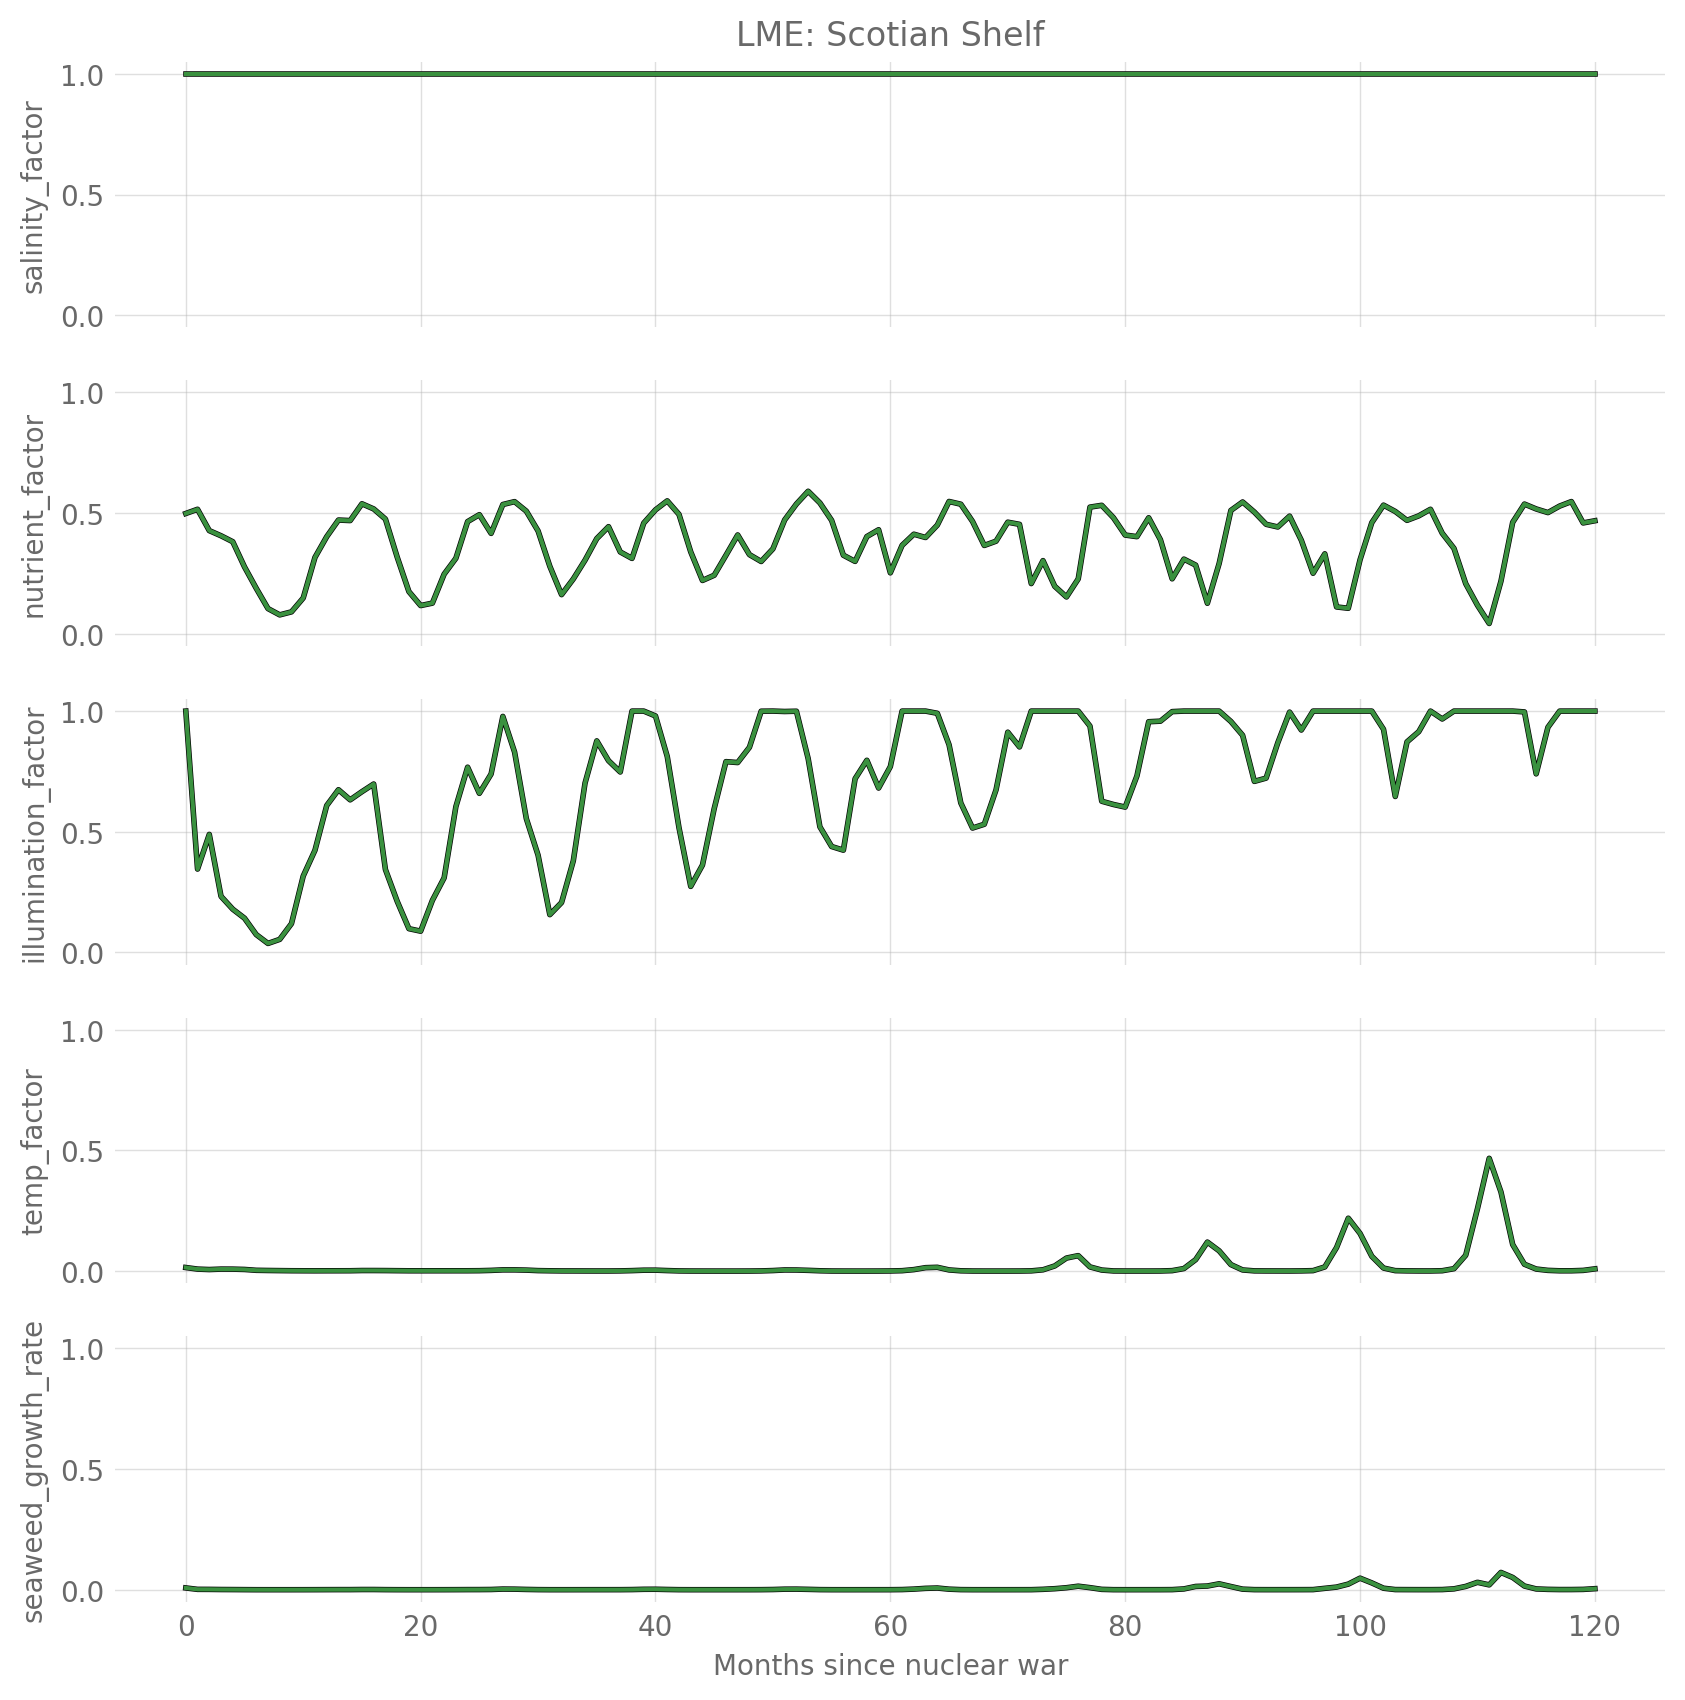 LME: Scotian Shelf
1.0
0.5
0.0
salinity_factor
1.0
0.5
0.0
nutrient_factor
1.0
0.5
0.0
illumination_factor
1.0
0.5
0.0
temp_factor
1.0
0.5
0.0
seaweed_growth_rate
0 20 40 60 80 100 120
Months since nuclear war